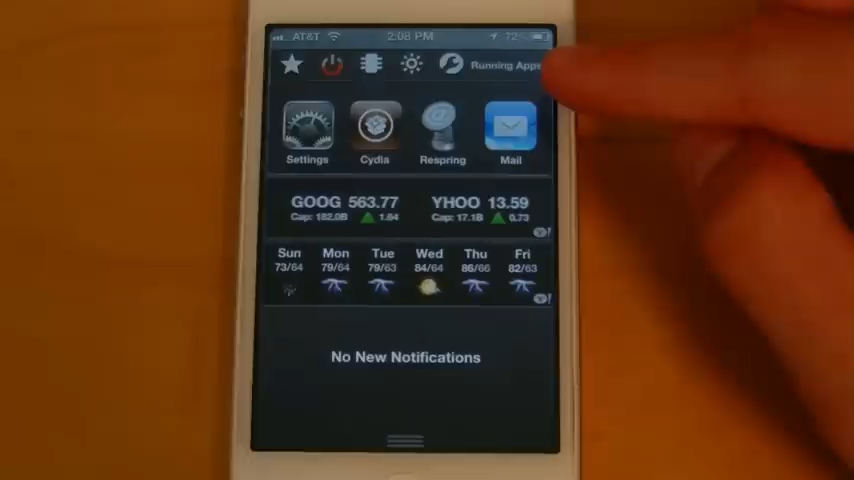 AT&T 2:08 PM 72%
Running Apps
Settings Cydia Respring Mail
GOOG 563.77 YHOO 13.59
Cap: 182.0B 1.64 Cap: 17.1B 0.73
Y!
Sun Mon Tue Wed Thu Fri
73/64 79/64 79/63 84/64 86/66 82/63
Y!
No New Notifications